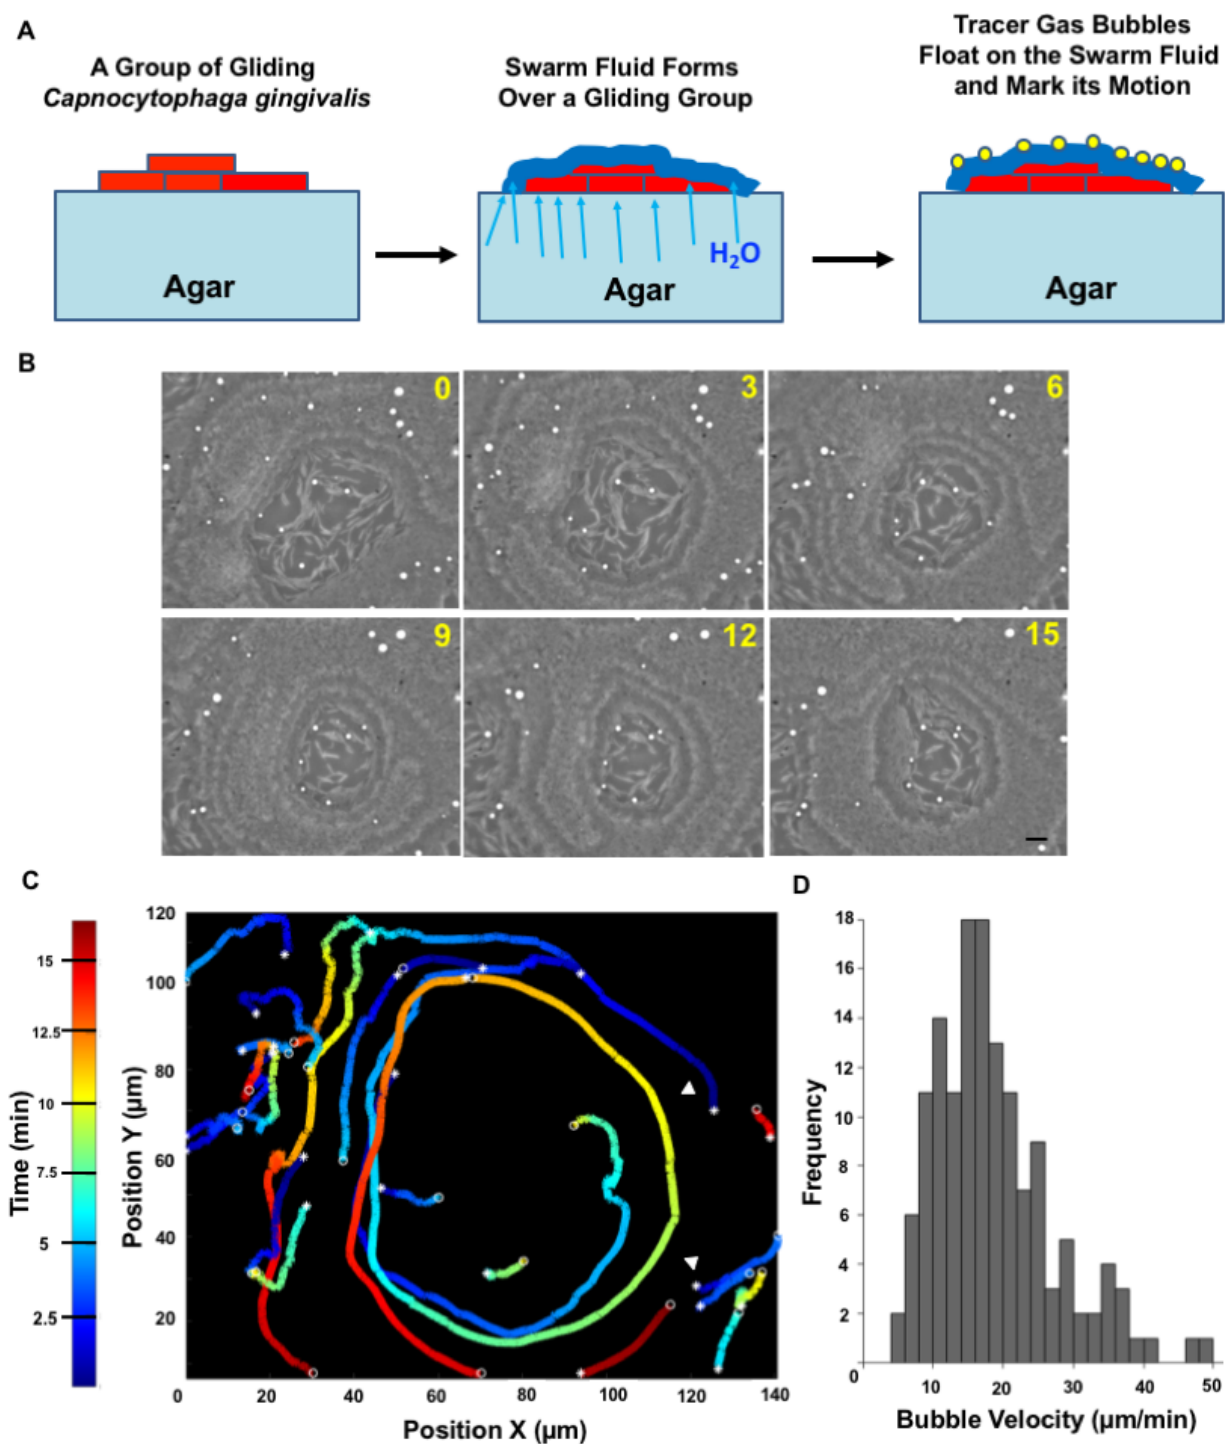 A
A Group of Gliding
Capnocytophaga gingivalis
Agar
Swarm Fluid Forms
Over a Gliding Group
H₂O
Agar
Tracer Gas Bubbles
Float on the Swarm Fluid
and Mark its Motion
Agar
B
0
3
6
9
12
15
C
Time (min)
15
12.5
10
7.5
5
2.5
Position Y (µm)
120
100
80
60
40
20
0
20
40
60
80
100
120
140
Position X (µm)
D
Frequency
18
16
14
12
10
8
6
4
2
0
10
20
30
40
50
Bubble Velocity (µm/min)